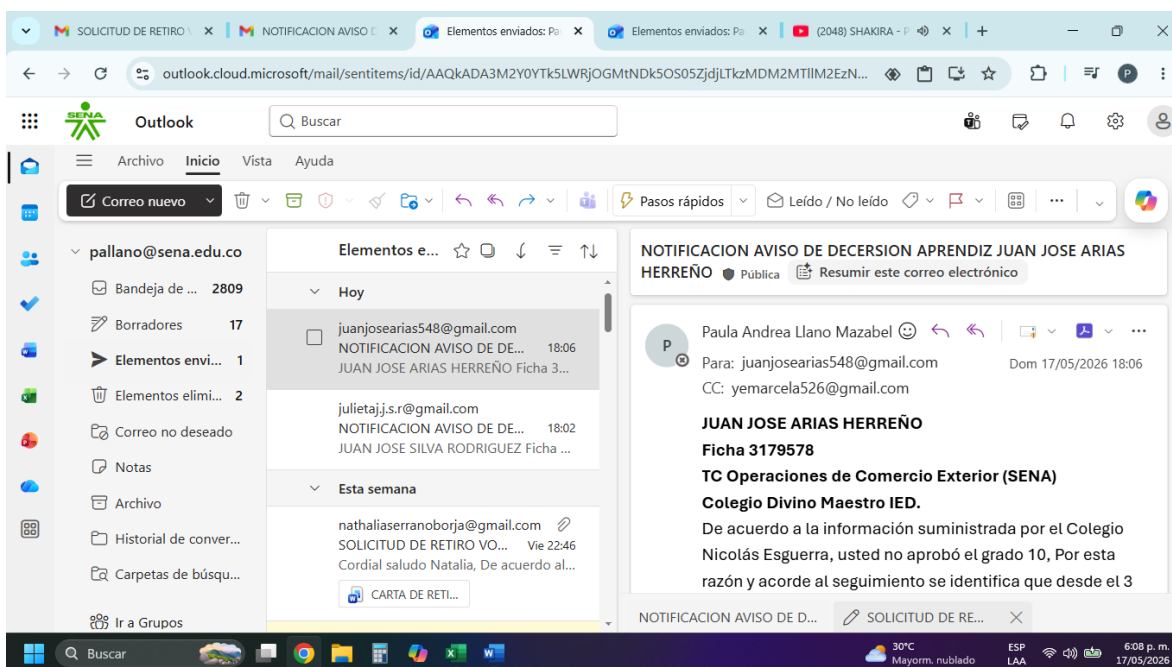 SOLICITUD DE RETIRO
NOTIFICACION AVISO
Elementos enviados: Pa
Elementos enviados: Pa
(2048) SHAKIRA - P
outlook.cloud.microsoft/mail/sentitems/id/AAQkADA3M2Y0YTk5LWRjOGMtNDk5OS05ZjdjLTkzMDM2MTllM2EzN...
P
SENA
Outlook
Buscar
Archivo Inicio Vista Ayuda
Correo nuevo
Pasos rápidos
Leído / No leído
pallano@sena.edu.co
Bandeja de ... 2809
Borradores 17
Elementos envi... 1
Elementos elimi... 2
Correo no deseado
Notas
Archivo
Historial de conver...
Carpetas de búsqu...
Ir a Grupos
Elementos e...
Hoy
juanjosearias548@gmail.com
NOTIFICACION AVISO DE DE... 18:06
JUAN JOSE ARIAS HERREÑO Ficha 3...
julietaj.j.s.r@gmail.com
NOTIFICACION AVISO DE DE... 18:02
JUAN JOSE SILVA RODRIGUEZ Ficha ...
Esta semana
nathaliaserranoborja@gmail.com
SOLICITUD DE RETIRO VO... Vie 22:46
Cordial saludo Natalia, De acuerdo al...
CARTA DE RETI...
NOTIFICACION AVISO DE DECERSION APRENDIZ JUAN JOSE ARIAS
HERREÑO Pública Resumir este correo electrónico
P
Paula Andrea Llano Mazabel
Para: juanjosearias548@gmail.com
Dom 17/05/2026 18:06
CC: yemarcela526@gmail.com
JUAN JOSE ARIAS HERREÑO
Ficha 3179578
TC Operaciones de Comercio Exterior (SENA)
Colegio Divino Maestro IED.
De acuerdo a la información suministrada por el Colegio
Nicolás Esguerra, usted no aprobó el grado 10, Por esta
razón y acorde al seguimiento se identifica que desde el 3
NOTIFICACION AVISO DE D...
SOLICITUD DE RE...
Buscar
30°C
Mayorm. nublado
ESP
LAA
6:08 p. m.
17/05/2026